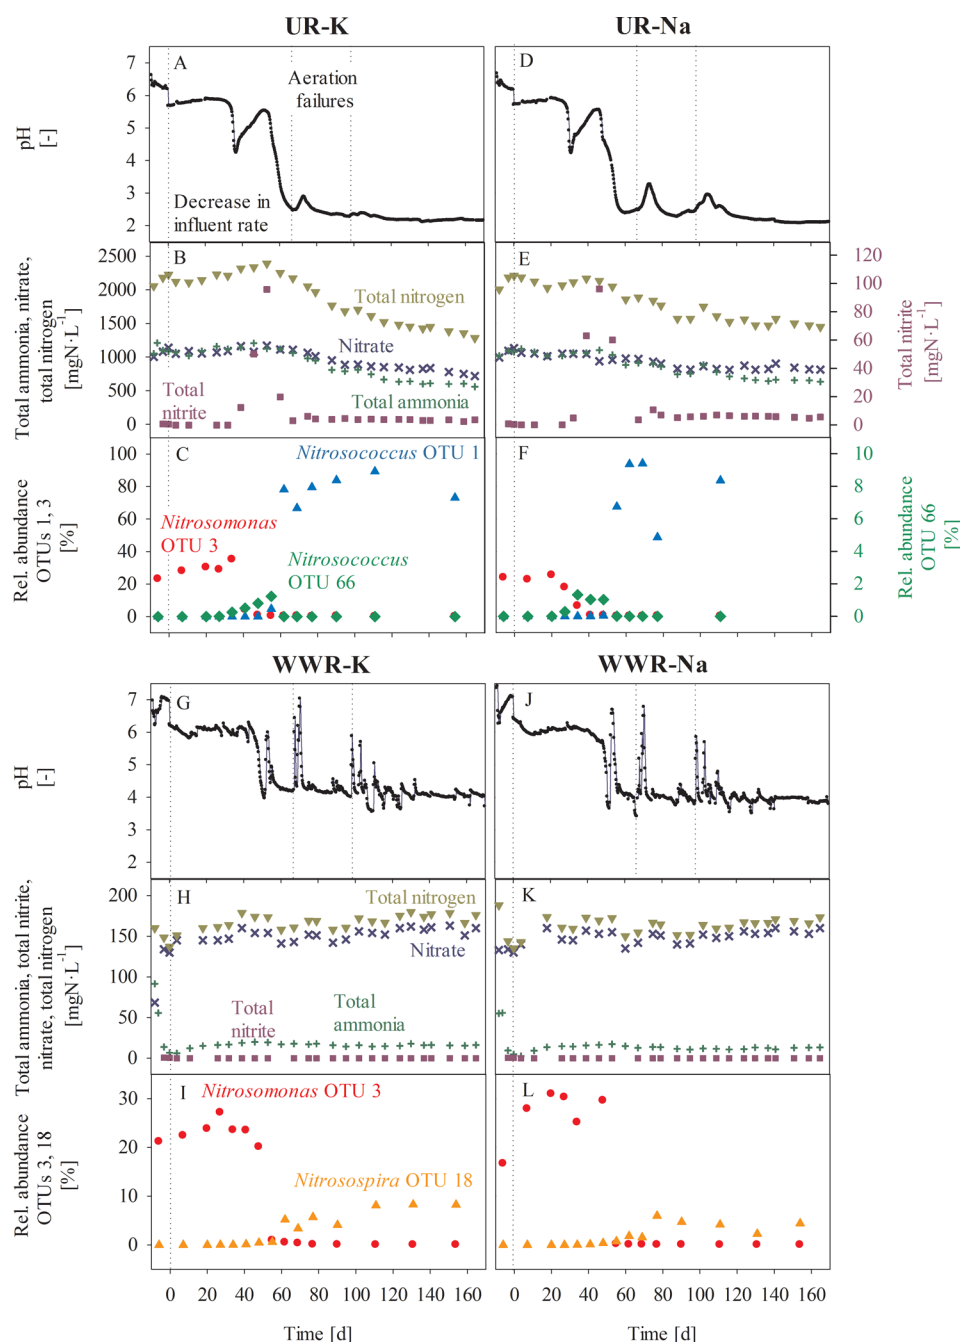 UR-K
UR-Na
A
Aeration
failures
Decrease in
influent rate
D
7
6
5
4
3
2
pH
[-]
B
Total nitrogen
Nitrate
Total
nitrite
Total ammonia
E
2500
2000
1500
1000
500
0
Total ammonia, nitrate,
total nitrogen
[mgN·L⁻¹]
120
100
80
60
40
20
0
Total nitrite
[mgN·L⁻¹]
C
Nitrosococcus OTU 1
Nitrosomonas
OTU 3
Nitrosococcus
OTU 66
F
100
80
60
40
20
0
Rel. abundance
OTUs 1, 3
[%]
10
8
6
4
2
0
Rel. abundance
OTU 66
[%]
WWR-K
WWR-Na
G
J
7
6
5
4
3
2
pH
[-]
H
Total nitrogen
Nitrate
Total
nitrite
Total
ammonia
K
200
150
100
50
0
Total ammonia, total nitrite,
nitrate, total nitrogen
[mgN·L⁻¹]
I
Nitrosomonas OTU 3
Nitrosospira OTU 18
L
30
20
10
0
Rel. abundance
OTUs 3, 18
[%]
0 20 40 60 80 100 120 140 160
0 20 40 60 80 100 120 140 160
Time [d]
Time [d]